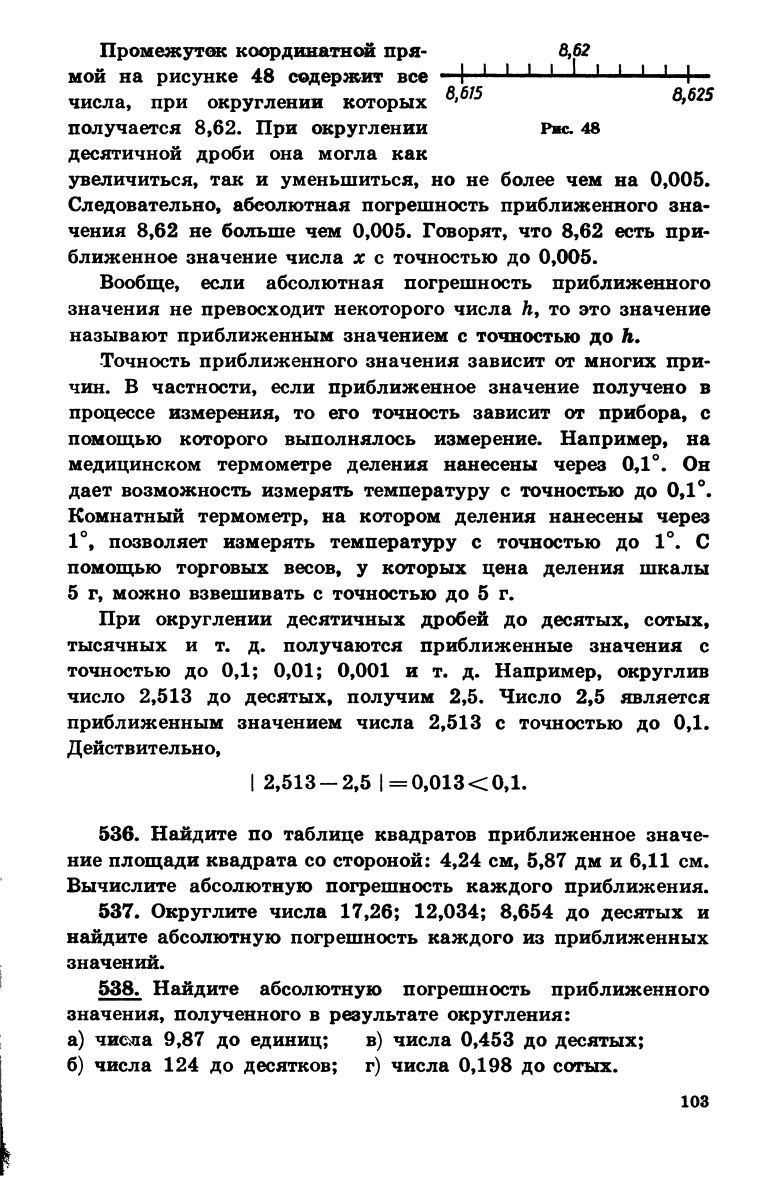 Промежуток координатной пря-
мой на рисунке 48 содержит все
числа, при округлении которых
получается 8,62. При округлении
десятичной дроби она могла как
8,62
8,615 8,625
Рис. 48
увеличиться, так и уменьшиться, но не более чем на 0,005.
Следовательно, абсолютная погрешность приближенного зна-
чения 8,62 не больше чем 0,005. Говорят, что 8,62 есть при-
ближенное значение числа x с точностью до 0,005.
Вообще, если абсолютная погрешность приближенного
значения не превосходит некоторого числа h, то это значение
называют приближенным значением с точностью до h.
Точность приближенного значения зависит от многих при-
чин. В частности, если приближенное значение получено в
процессе измерения, то его точность зависит от прибора, с
помощью которого выполнялось измерение. Например, на
медицинском термометре деления нанесены через 0,1°. Он
дает возможность измерять температуру с точностью до 0,1°.
Комнатный термометр, на котором деления нанесены через
1°, позволяет измерять температуру с точностью до 1°. С
помощью торговых весов, у которых цена деления шкалы
5 г, можно взвешивать с точностью до 5 г.
При округлении десятичных дробей до десятых, сотых,
тысячных и т. д. получаются приближенные значения с
точностью до 0,1; 0,01; 0,001 и т. д. Например, округлив
число 2,513 до десятых, получим 2,5. Число 2,5 является
приближенным значением числа 2,513 с точностью до 0,1.
Действительно,
| 2,513 — 2,5 | = 0,013 < 0,1.
536. Найдите по таблице квадратов приближенное значе-
ние площади квадрата со стороной: 4,24 см, 5,87 дм и 6,11 см.
Вычислите абсолютную погрешность каждого приближения.
537. Округлите числа 17,26; 12,034; 8,654 до десятых и
найдите абсолютную погрешность каждого из приближенных
значений.
538. Найдите абсолютную погрешность приближенного
значения, полученного в результате округления:
а) числа 9,87 до единиц; в) числа 0,453 до десятых;
б) числа 124 до десятков; г) числа 0,198 до сотых.
103